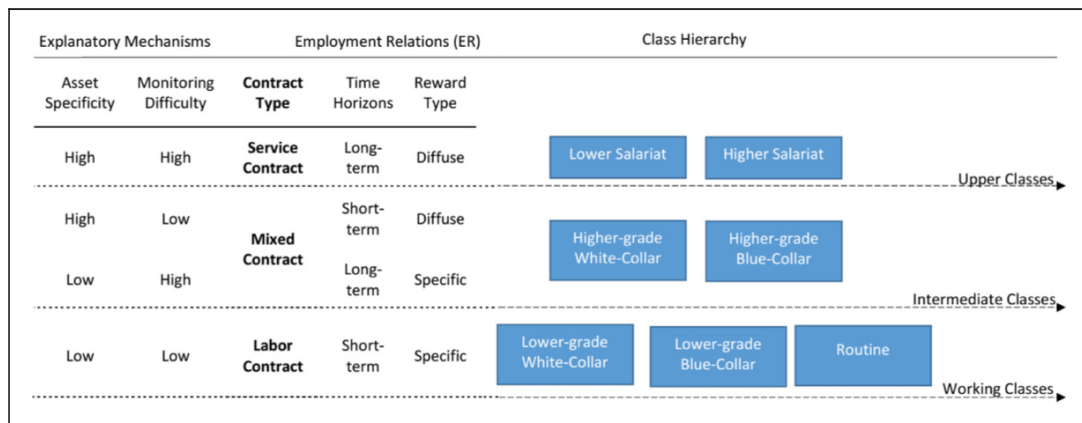 Explanatory Mechanisms Employment Relations (ER) Class Hierarchy
Asset Monitoring Contract Time Reward
Specificity Difficulty Type Horizons Type
High High Service Contract Long-term Diffuse Lower Salariat Higher Salariat
Upper Classes
High Low Short-term Diffuse
Mixed Contract
Higher-grade White-Collar Higher-grade Blue-Collar
Low High Long-term Specific
Intermediate Classes
Low Low Labor Contract Short-term Specific Lower-grade White-Collar Lower-grade Blue-Collar Routine
Working Classes